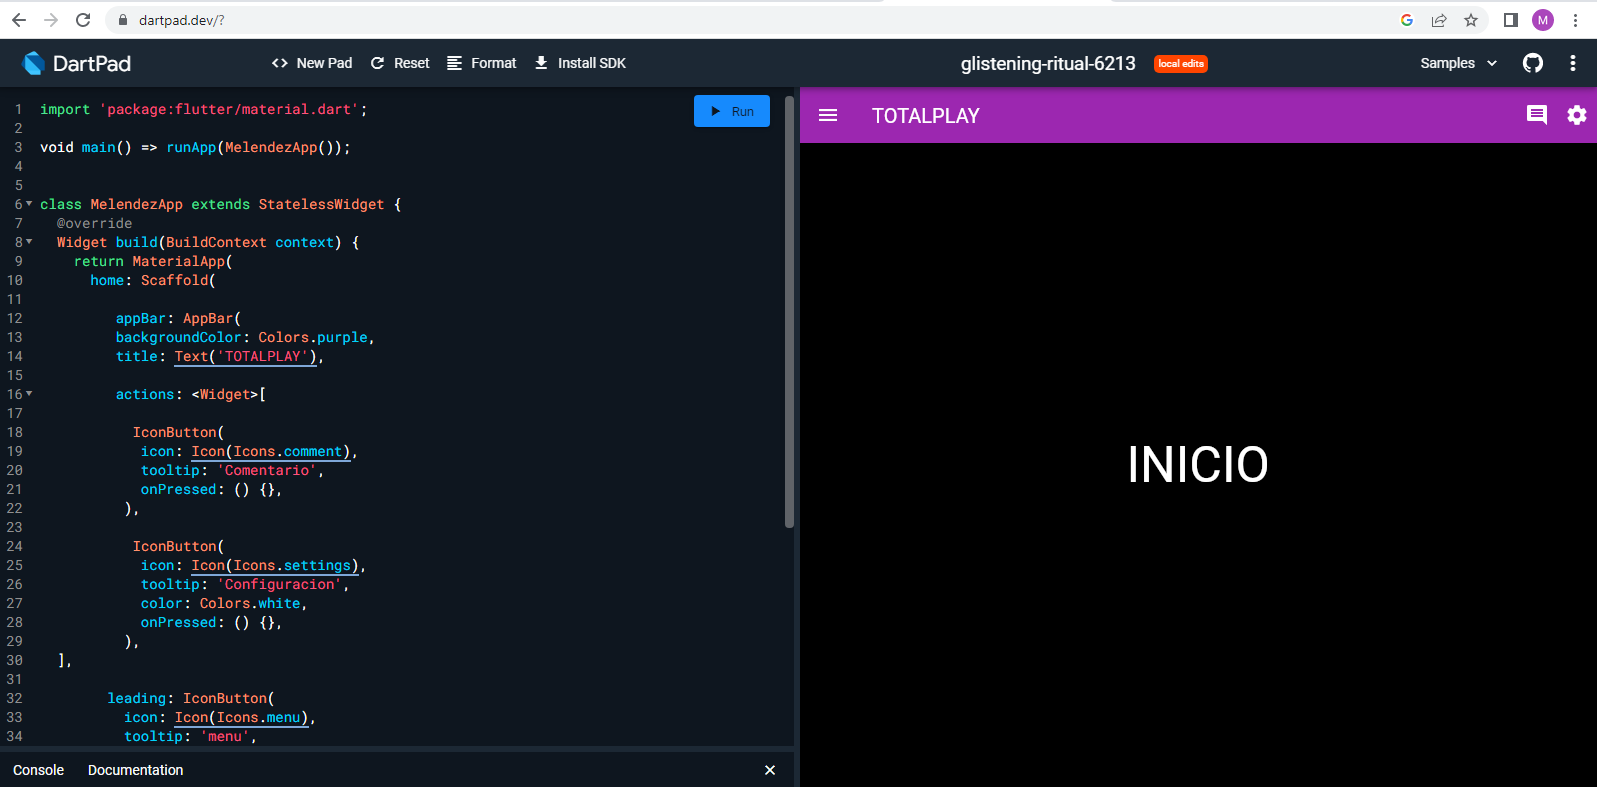 dartpad.dev/?
M
DartPad
<> New Pad
Reset
Format
Install SDK
glistening-ritual-6213
local edits
Samples
1 import 'package:flutter/material.dart';
2
3 void main() => runApp(MelendezApp());
4
5
6 class MelendezApp extends StatelessWidget {
7 @override
8 Widget build(BuildContext context) {
9 return MaterialApp(
10 home: Scaffold(
11
12 appBar: AppBar(
13 backgroundColor: Colors.purple,
14 title: Text('TOTALPLAY'),
15
16 actions: <Widget>[
17
18 IconButton(
19 icon: Icon(Icons.comment),
20 tooltip: 'Comentario',
21 onPressed: () {},
22 ),
23
24 IconButton(
25 icon: Icon(Icons.settings),
26 tooltip: 'Configuracion',
27 color: Colors.white,
28 onPressed: () {},
29 ),
30 ],
31
32 leading: IconButton(
33 icon: Icon(Icons.menu),
34 tooltip: 'menu',
Run
Console
Documentation
TOTALPLAY
INICIO